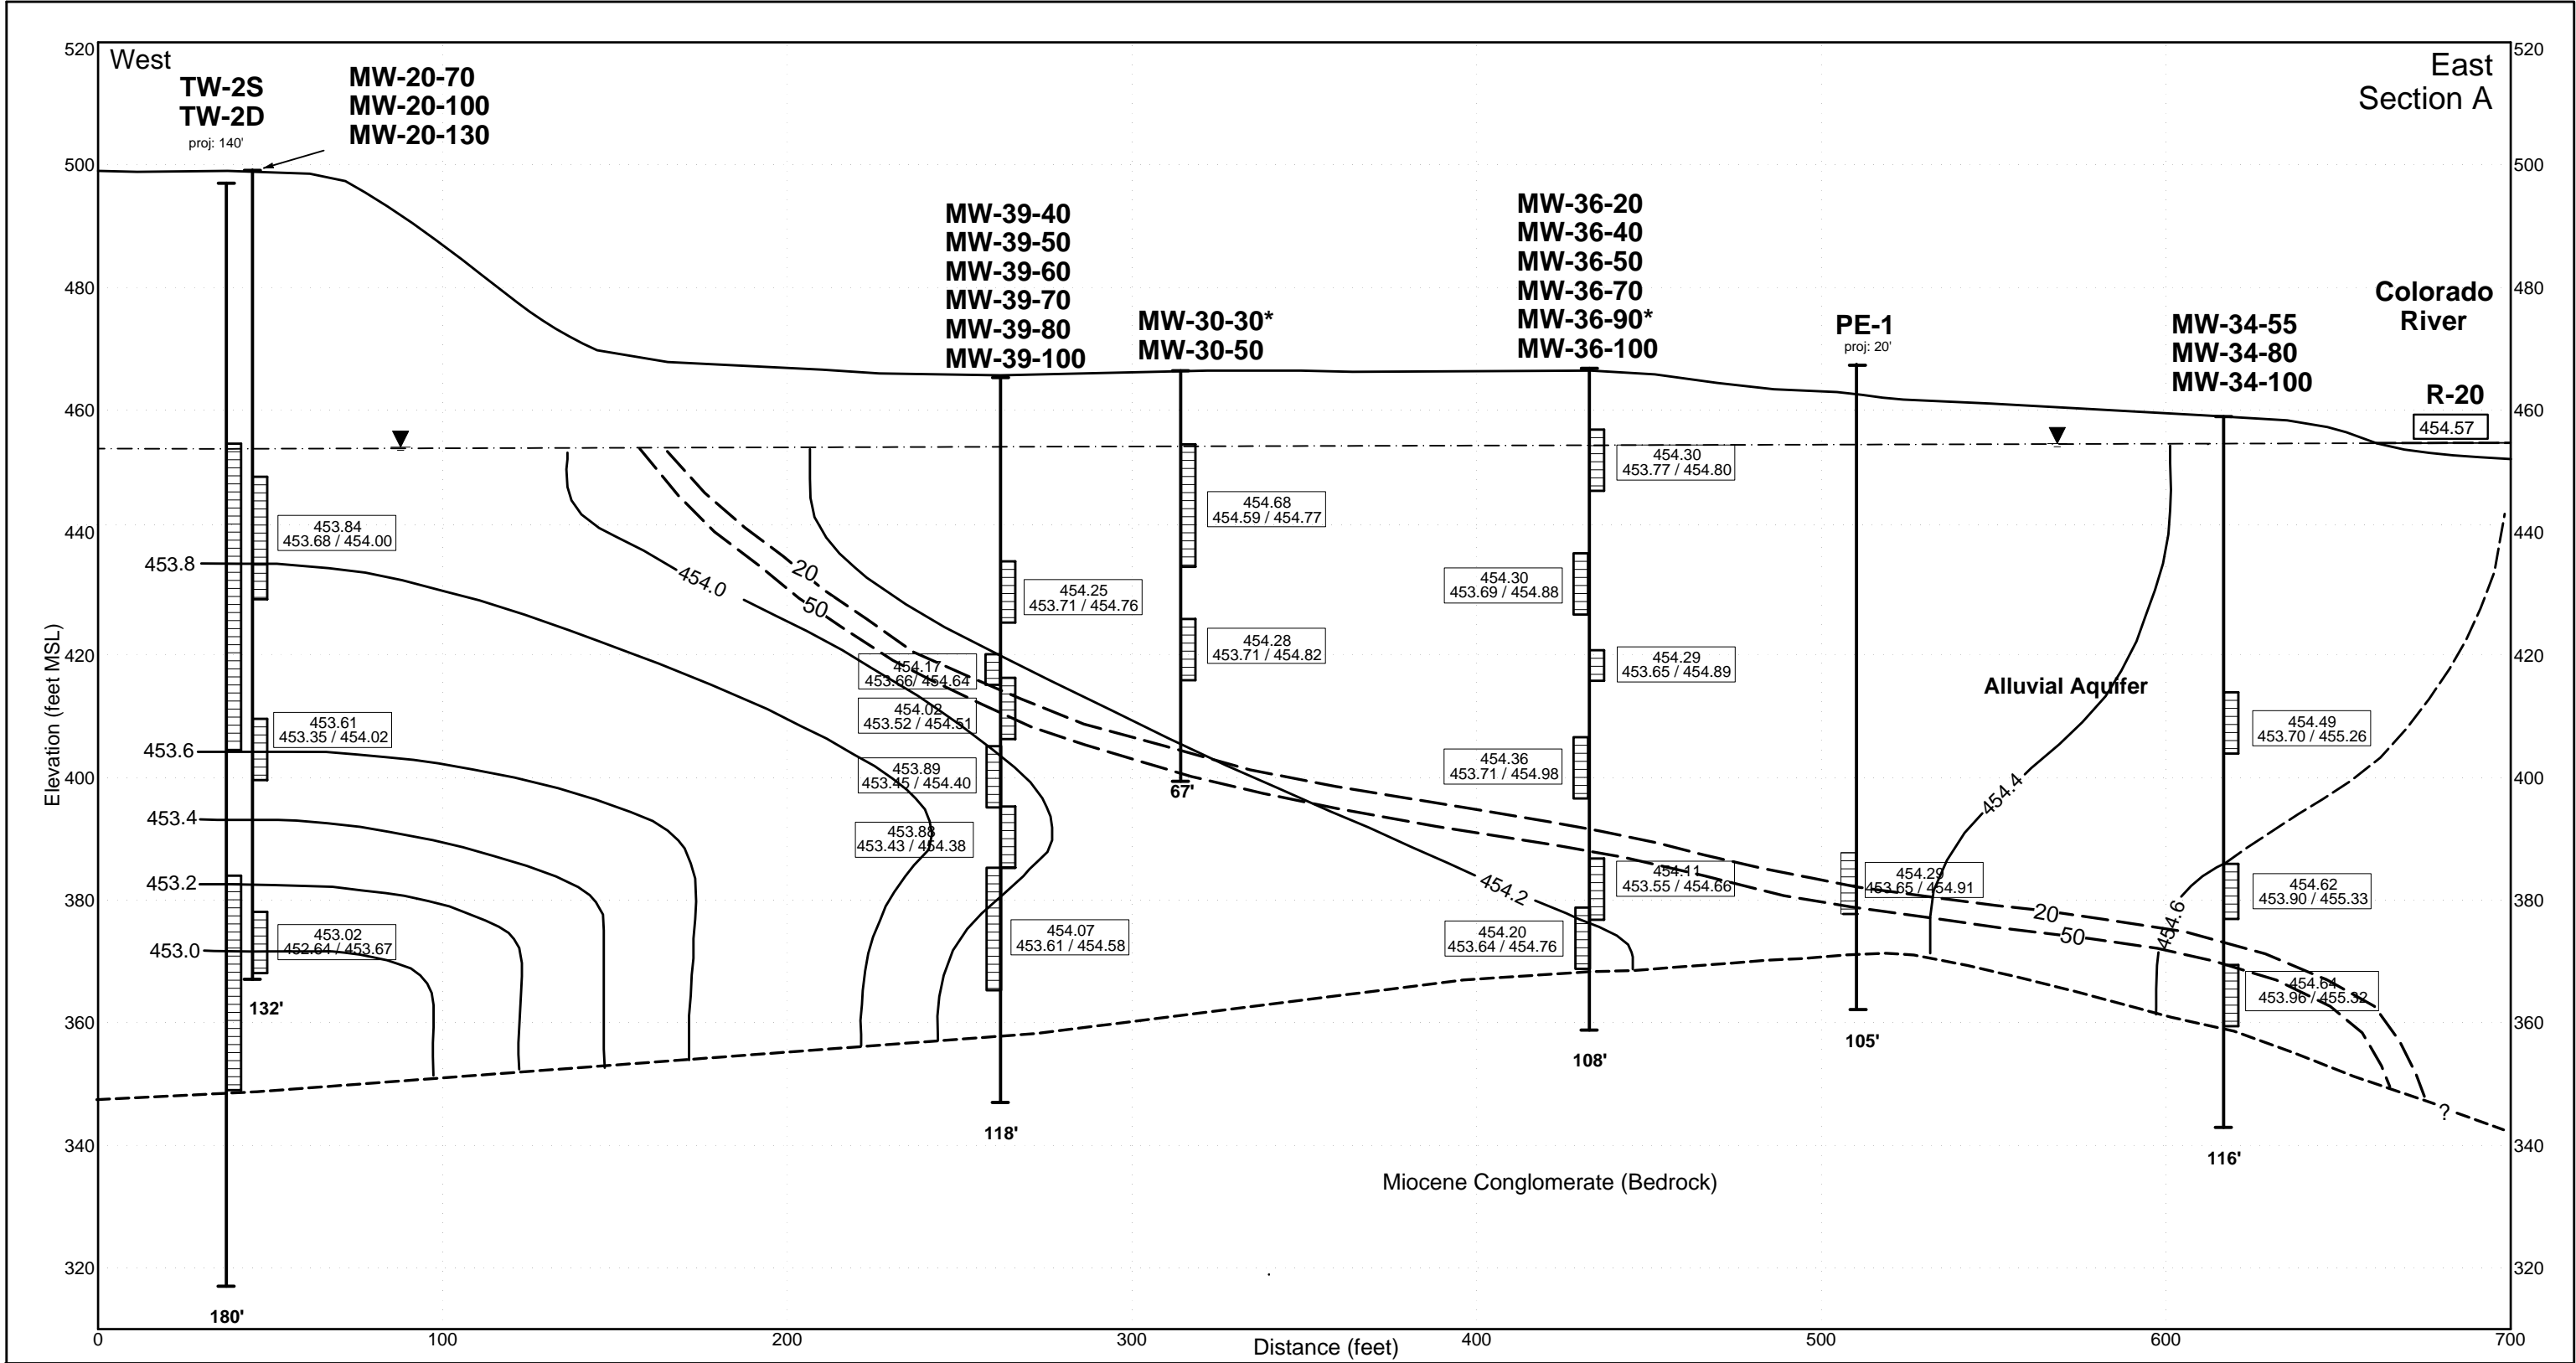 West
East
Section A
TW-2S
TW-2D
proj: 140'
MW-20-70
MW-20-100
MW-20-130
MW-39-40
MW-39-50
MW-39-60
MW-39-70
MW-39-80
MW-39-100
MW-30-30*
MW-30-50
MW-36-20
MW-36-40
MW-36-50
MW-36-70
MW-36-90*
MW-36-100
PE-1
proj: 20'
MW-34-55
MW-34-80
MW-34-100
Colorado
River
R-20
454.57
520
500
480
460
440
420
400
380
360
340
320
Elevation (feet MSL)
520
500
480
460
440
420
400
380
360
340
320
453.8
453.6
453.4
453.2
453.0
453.84
453.68 / 454.00
453.61
453.35 / 454.02
453.02
452.64 / 453.67
132'
180'
454.0
20
50
454.25
453.71 / 454.76
454.17
453.66 / 454.64
454.02
453.52 / 454.51
453.89
453.45 / 454.40
453.88
453.43 / 454.38
454.07
453.61 / 454.58
118'
454.68
454.59 / 454.77
454.28
453.71 / 454.82
67'
454.30
453.77 / 454.80
454.30
453.69 / 454.88
454.29
453.65 / 454.89
454.36
453.71 / 454.98
454.11
453.55 / 454.66
454.20
453.64 / 454.76
454.2
108'
454.29
453.65 / 454.91
105'
Alluvial Aquifer
454.4
454.6
20
50
454.49
453.70 / 455.26
454.62
453.90 / 455.33
454.64
453.96 / 455.32
116'
?
Miocene Conglomerate (Bedrock)
0
100
200
300
400
500
600
700
Distance (feet)